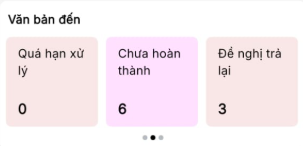 Văn bản đến
Quá hạn xử
lý
0
Chưa hoàn
thành
6
Đề nghị trả
lại
3